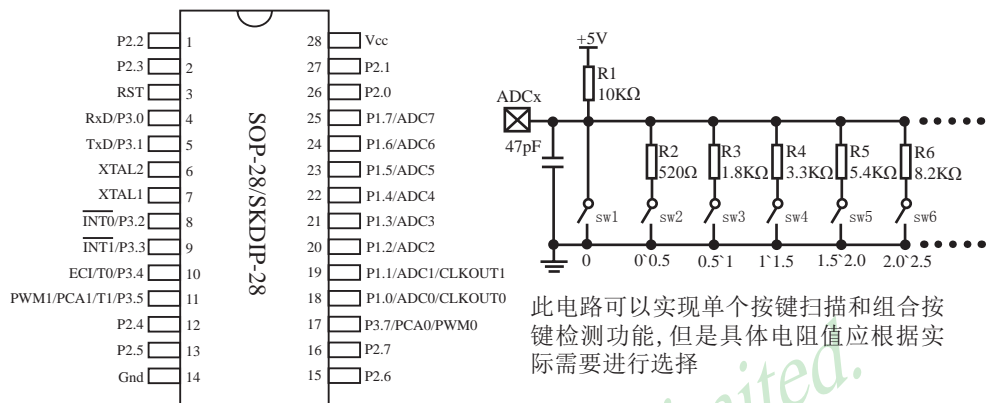 P2.2 1
P2.3 2
RST 3
RxD/P3.0 4
TxD/P3.1 5
XTAL2 6
XTAL1 7
INT0/P3.2 8
INT1/P3.3 9
ECI/T0/P3.4 10
PWM1/PCA1/T1/P3.5 11
P2.4 12
P2.5 13
Gnd 14
SOP-28/SKDIP-28
28 Vcc
27 P2.1
26 P2.0
25 P1.7/ADC7
24 P1.6/ADC6
23 P1.5/ADC5
22 P1.4/ADC4
21 P1.3/ADC3
20 P1.2/ADC2
19 P1.1/ADC1/CLKOUT1
18 P1.0/ADC0/CLKOUT0
17 P3.7/PCA0/PWM0
16 P2.7
15 P2.6
+5V
R1
10KΩ
ADCx
47pF
R2 R3 R4 R5 R6
520Ω 1.8KΩ 3.3KΩ 5.4KΩ 8.2KΩ
sw1 sw2 sw3 sw4 sw5 sw6
0 0`0.5 0.5`1 1`1.5 1.5`2.0 2.0`2.5
此电路可以实现单个按键扫描和组合按
键检测功能,但是具体电阻值应根据实
际需要进行选择
mited.